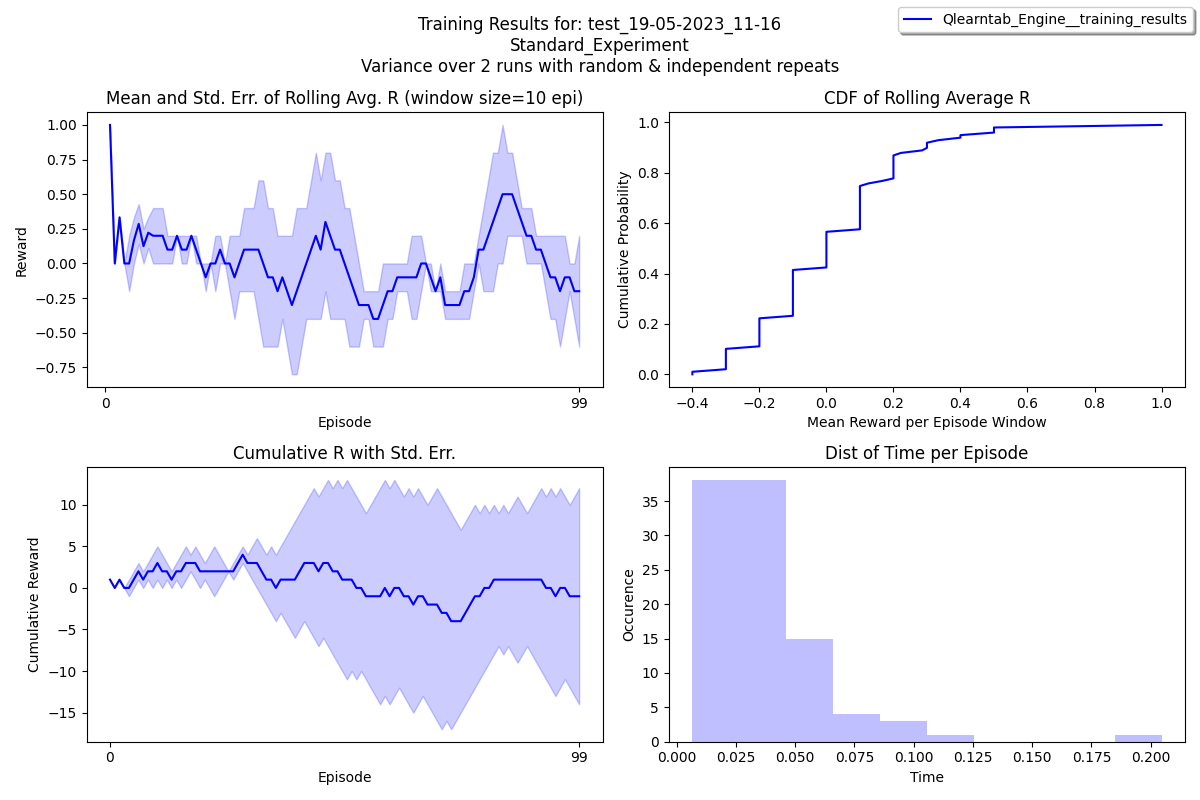 Training Results for: test_19-05-2023_11-16
Standard_Experiment
Variance over 2 runs with random & independent repeats
Qlearntab_Engine__training_results
Mean and Std. Err. of Rolling Avg. R (window size=10 epi)
1.00
0.75
0.50
0.25
0.00
−0.25
−0.50
−0.75
Reward
0 99
Episode
CDF of Rolling Average R
1.0
0.8
0.6
0.4
0.2
0.0
Cumulative Probability
−0.4 −0.2 0.0 0.2 0.4 0.6 0.8 1.0
Mean Reward per Episode Window
Cumulative R with Std. Err.
10
5
0
−5
−10
−15
Cumulative Reward
0 99
Episode
Dist of Time per Episode
35
30
25
20
15
10
5
0
Occurence
0.000 0.025 0.050 0.075 0.100 0.125 0.150 0.175 0.200
Time